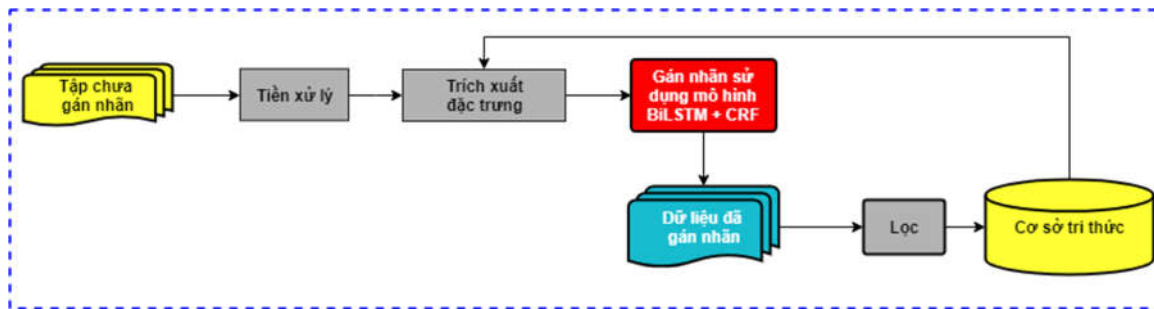 Tập chưa
gán nhãn
Tiền xử lý
Trích xuất
đặc trưng
Gán nhãn sử
dụng mô hình
BiLSTM + CRF
Dữ liệu đã
gán nhãn
Lọc
Cơ sở tri thức